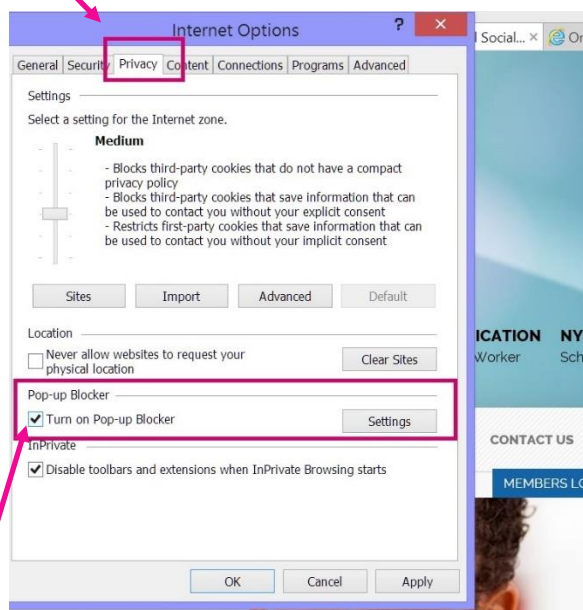 Internet Options ? ×
l Social... × Or
General Security Privacy Content Connections Programs Advanced
Settings
Select a setting for the Internet zone.
Medium
- Blocks third-party cookies that do not have a compact
privacy policy
- Blocks third-party cookies that save information that can
be used to contact you without your explicit consent
- Restricts first-party cookies that save information that can
be used to contact you without your implicit consent
Sites Import Advanced Default
Location
Never allow websites to request your
physical location
Clear Sites
Pop-up Blocker
Turn on Pop-up Blocker Settings
InPrivate
Disable toolbars and extensions when InPrivate Browsing starts
OK Cancel Apply
ICATION NY
Worker Sch
CONTACT US
MEMBERS LO